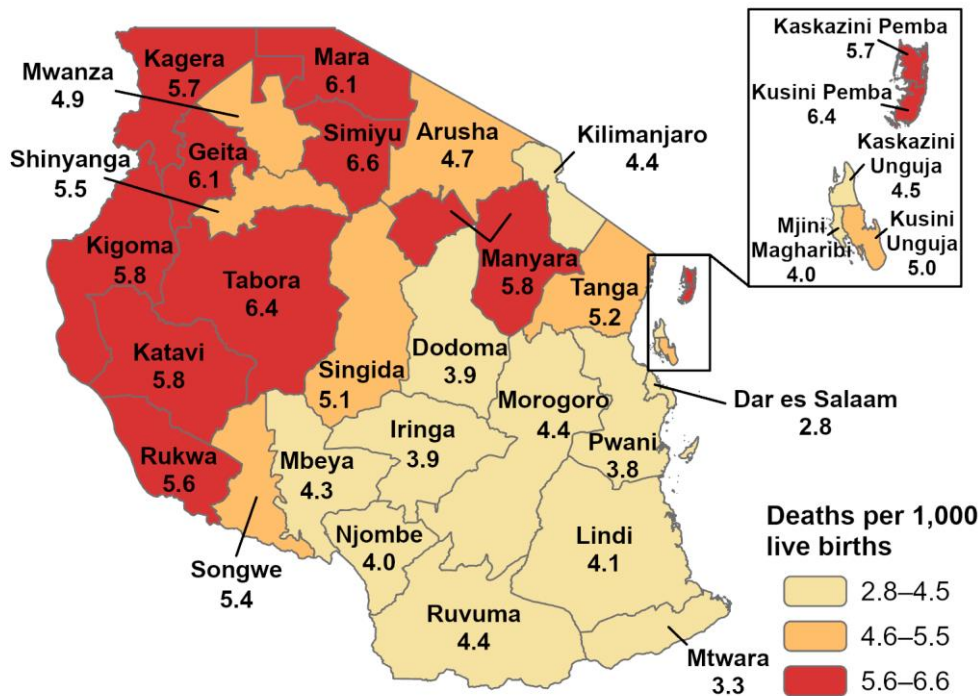 Kagera
5.7
Mara
6.1
Mwanza
4.9
Simiyu
6.6
Arusha
4.7
Kilimanjaro
4.4
Geita
6.1
Shinyanga
5.5
Kigoma
5.8
Tabora
6.4
Manyara
5.8
Tanga
5.2
Katavi
5.8
Singida
5.1
Dodoma
3.9
Morogoro
4.4
Dar es Salaam
2.8
Rukwa
5.6
Mbeya
4.3
Iringa
3.9
Pwani
3.8
Songwe
5.4
Njombe
4.0
Lindi
4.1
Ruvuma
4.4
Mtwara
3.3
Kaskazini Pemba
5.7
Kusini Pemba
6.4
Kaskazini
Unguja
4.5
Mjini
Magharibi
4.0
Kusini
Unguja
5.0
Deaths per 1,000
live births
2.8–4.5
4.6–5.5
5.6–6.6